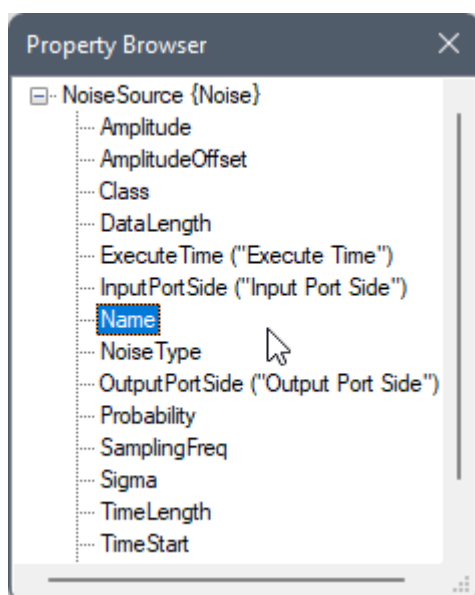 Property Browser
NoiseSource {Noise}
Amplitude
AmplitudeOffset
Class
DataLength
ExecuteTime ("Execute Time")
InputPortSide ("Input Port Side")
Name
NoiseType
OutputPortSide ("Output Port Side")
Probability
SamplingFreq
Sigma
TimeLength
TimeStart